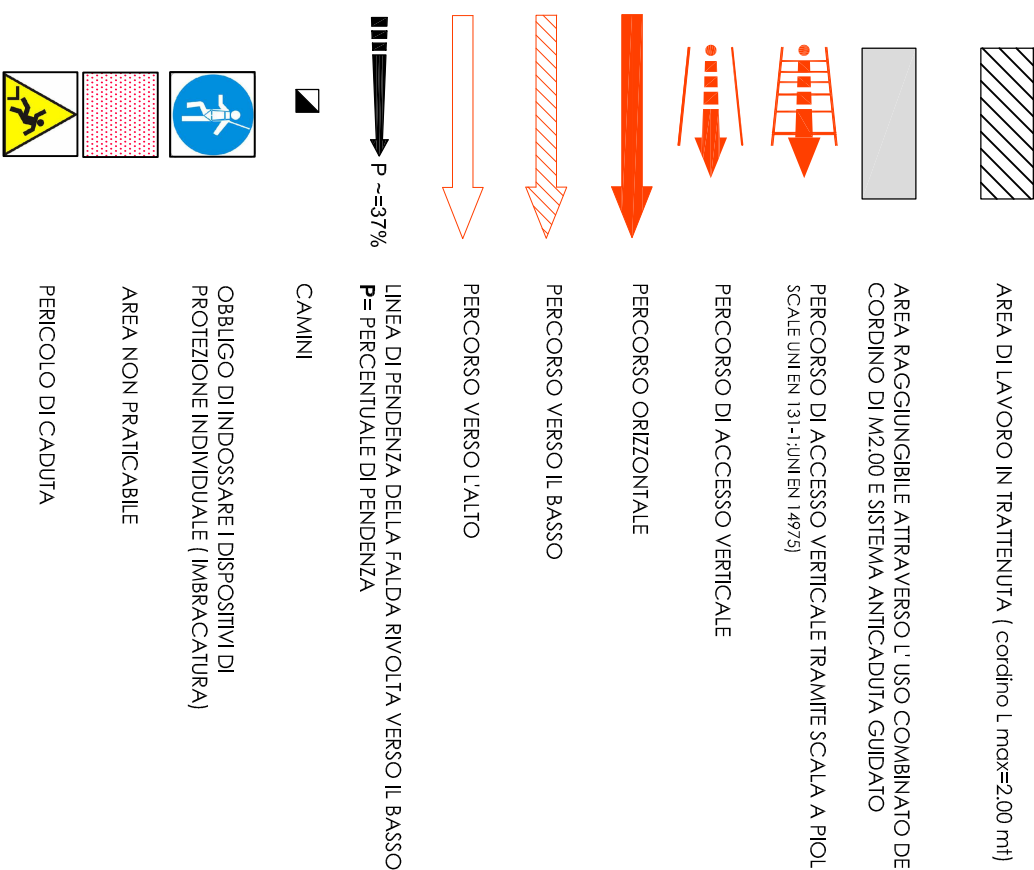 AREA DI LAVORO IN TRATTENUTA ( cordino L max=2.00 mt)
AREA RAGGIUNGIBILE ATTRAVERSO L' USO COMBINATO DE
CORDINO DI M2.00 E SISTEMA ANTICADUTA GUIDATO
PERCORSO DI ACCESSO VERTICALE TRAMITE SCALA A PIOL
SCALE UNI EN 131-1;UNI EN 14975)
PERCORSO DI ACCESSO VERTICALE
PERCORSO ORIZZONTALE
PERCORSO VERSO IL BASSO
PERCORSO VERSO L'ALTO
P ~=37%
LINEA DI PENDENZA DELLA FALDA RIVOLTA VERSO IL BASSO
P= PERCENTUALE DI PENDENZA
CAMINI
OBBLIGO DI INDOSSARE I DISPOSITIVI DI
PROTEZIONE INDIVIDUALE ( IMBRACATURA)
AREA NON PRATICABILE
PERICOLO DI CADUTA